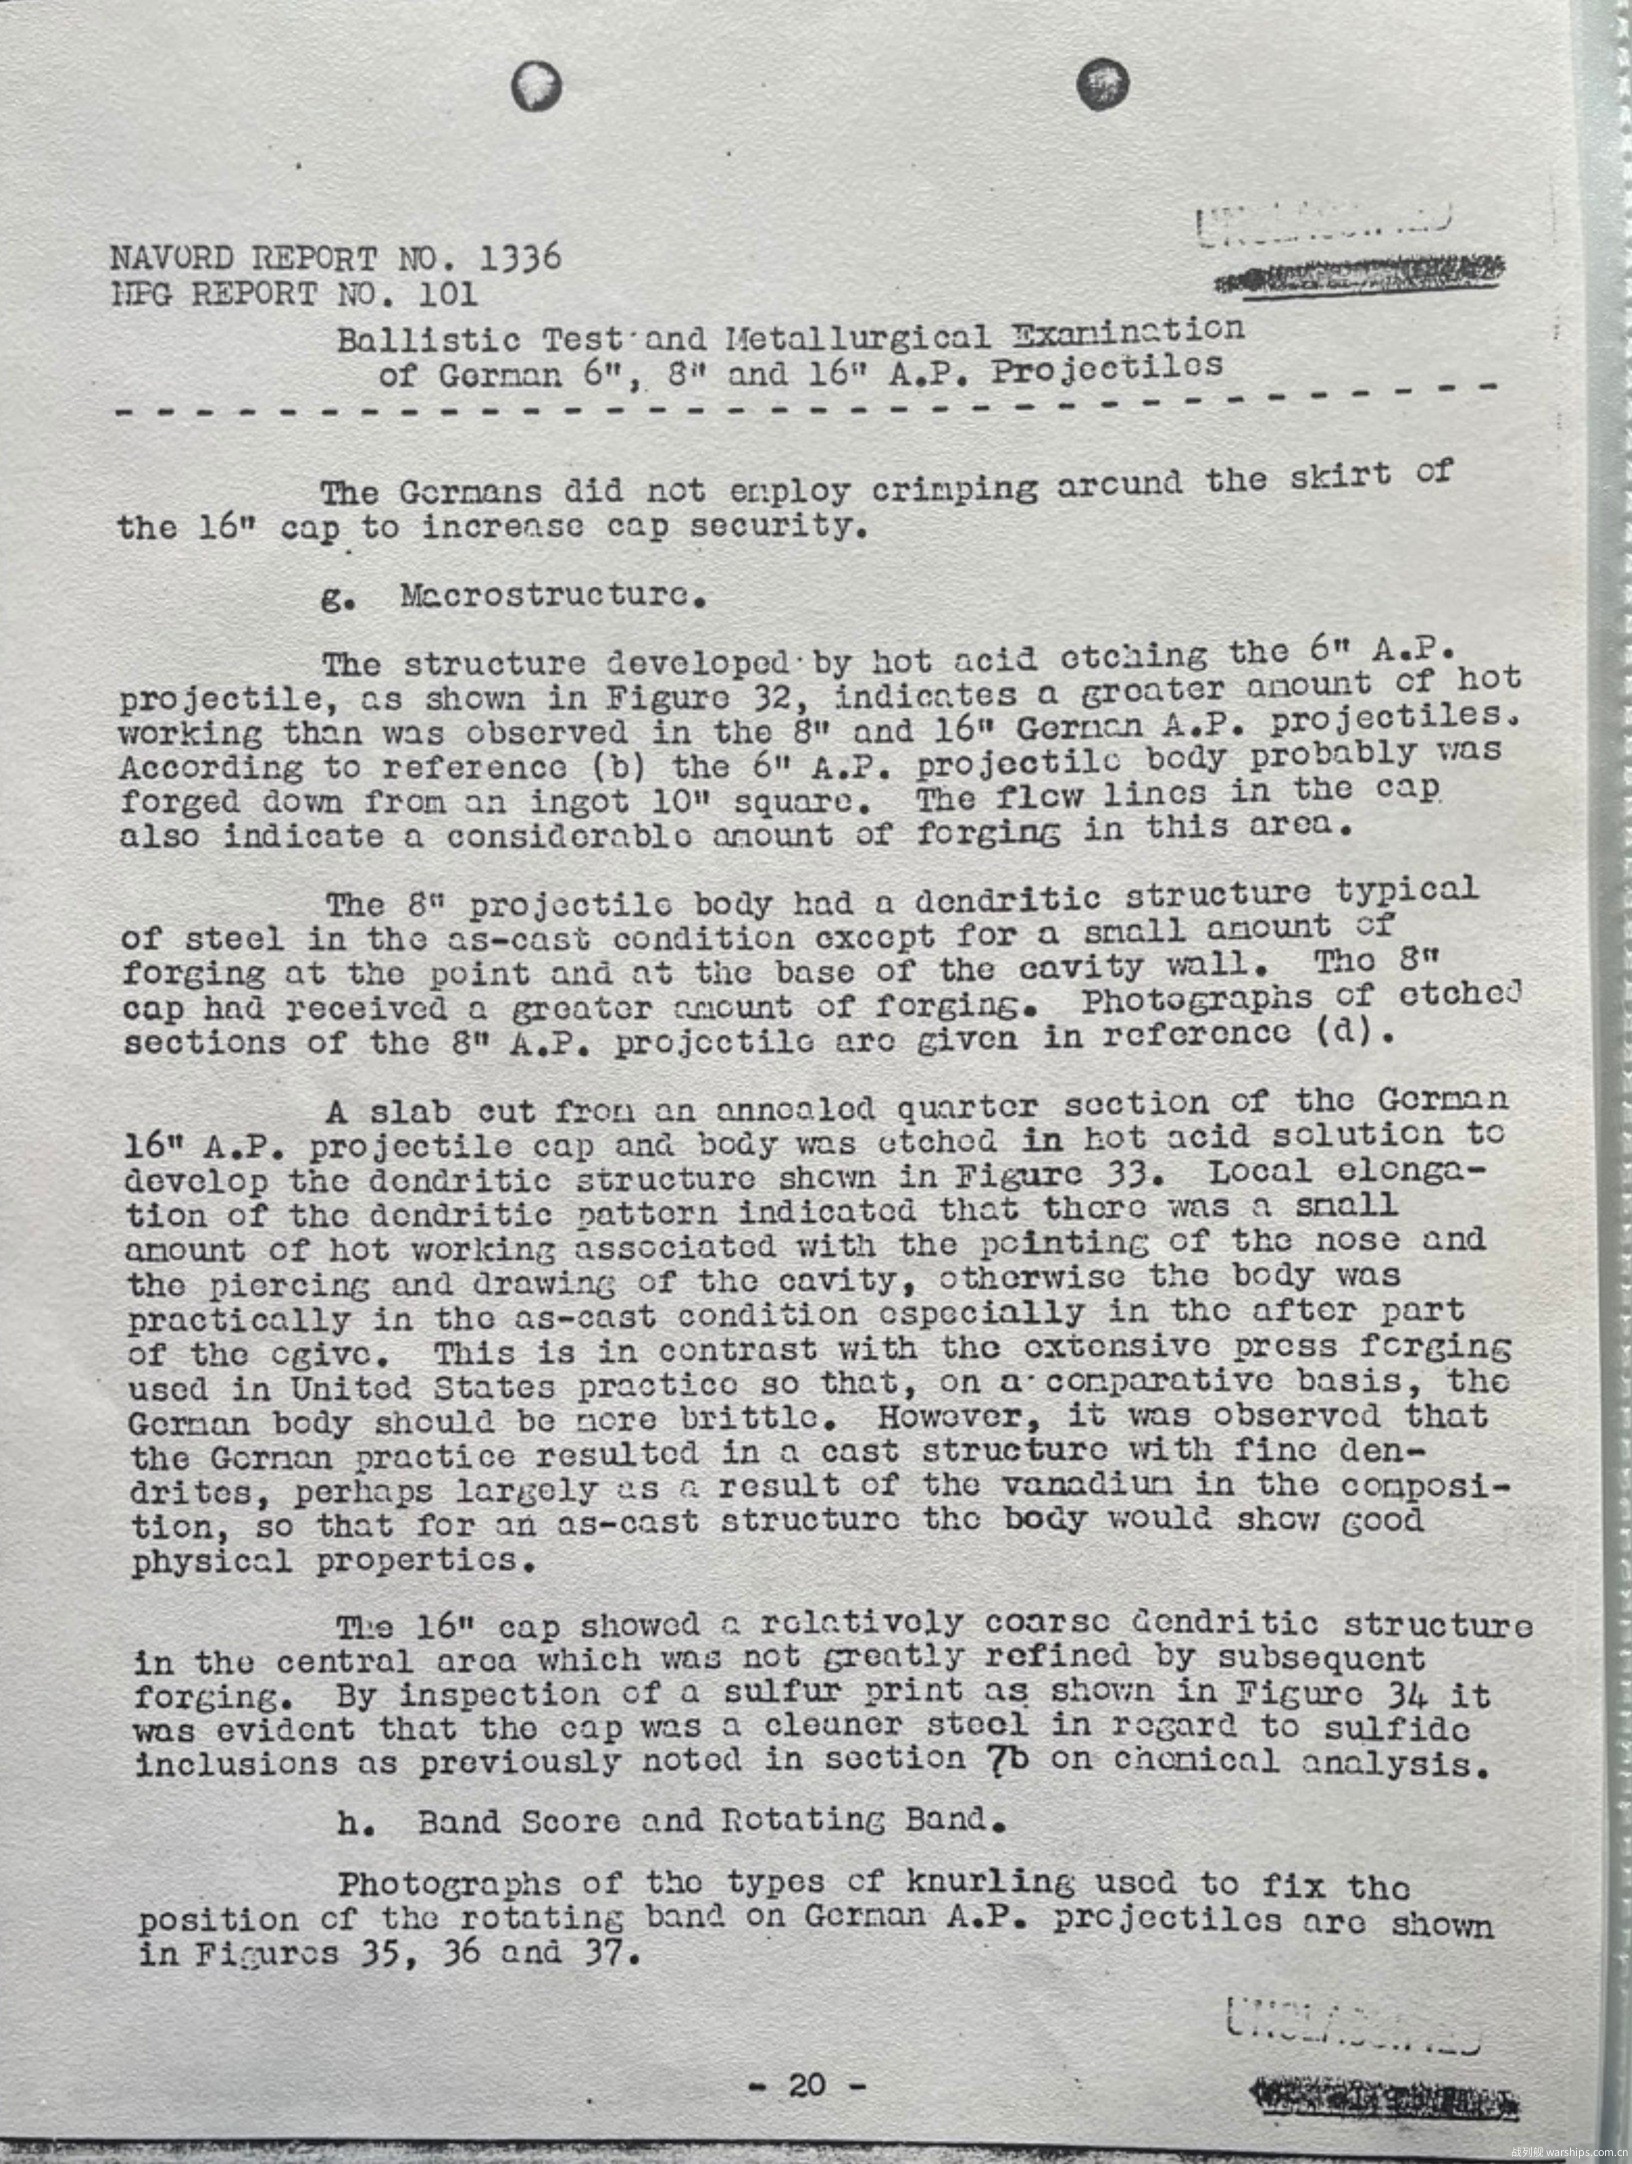 UNCLASSIFIED
NAVORD REPORT NO. 1336
NPG REPORT NO. 101
Ballistic Test and Metallurgical Examination
of German 6", 8" and 16" A.P. Projectiles
The Germans did not employ crimping around the skirt of
the 16" cap to increase cap security.
g. Macrostructure.
The structure developed by hot acid etching the 6" A.P.
projectile, as shown in Figure 32, indicates a greater amount of hot
working than was observed in the 8" and 16" German A.P. projectiles.
According to reference (b) the 6" A.P. projectile body probably was
forged down from an ingot 10" square. The flow lines in the cap
also indicate a considerable amount of forging in this area.
The 8" projectile body had a dendritic structure typical
of steel in the as-cast condition except for a small amount of
forging at the point and at the base of the cavity wall. The 8"
cap had received a greater amount of forging. Photographs of etched
sections of the 8" A.P. projectile are given in reference (d).
A slab cut from an annealed quarter section of the German
16" A.P. projectile cap and body was etched in hot acid solution to
develop the dendritic structure shown in Figure 33. Local elonga-
tion of the dendritic pattern indicated that there was a small
amount of hot working associated with the pointing of the nose and
the piercing and drawing of the cavity, otherwise the body was
practically in the as-cast condition especially in the after part
of the ogive. This is in contrast with the extensive press forging
used in United States practice so that, on a comparative basis, the
German body should be more brittle. However, it was observed that
the German practice resulted in a cast structure with fine den-
drites, perhaps largely as a result of the vanadium in the composi-
tion, so that for an as-cast structure the body would show good
physical properties.
The 16" cap showed a relatively coarse dendritic structure
in the central area which was not greatly refined by subsequent
forging. By inspection of a sulfur print as shown in Figure 34 it
was evident that the cap was a cleaner steel in regard to sulfide
inclusions as previously noted in section 7b on chemical analysis.
h. Band Score and Rotating Band.
Photographs of the types of knurling used to fix the
position of the rotating band on German A.P. projectiles are shown
in Figures 35, 36 and 37.
UNCLASSIFIED
- 20 -
战列舰 warships.com.cn